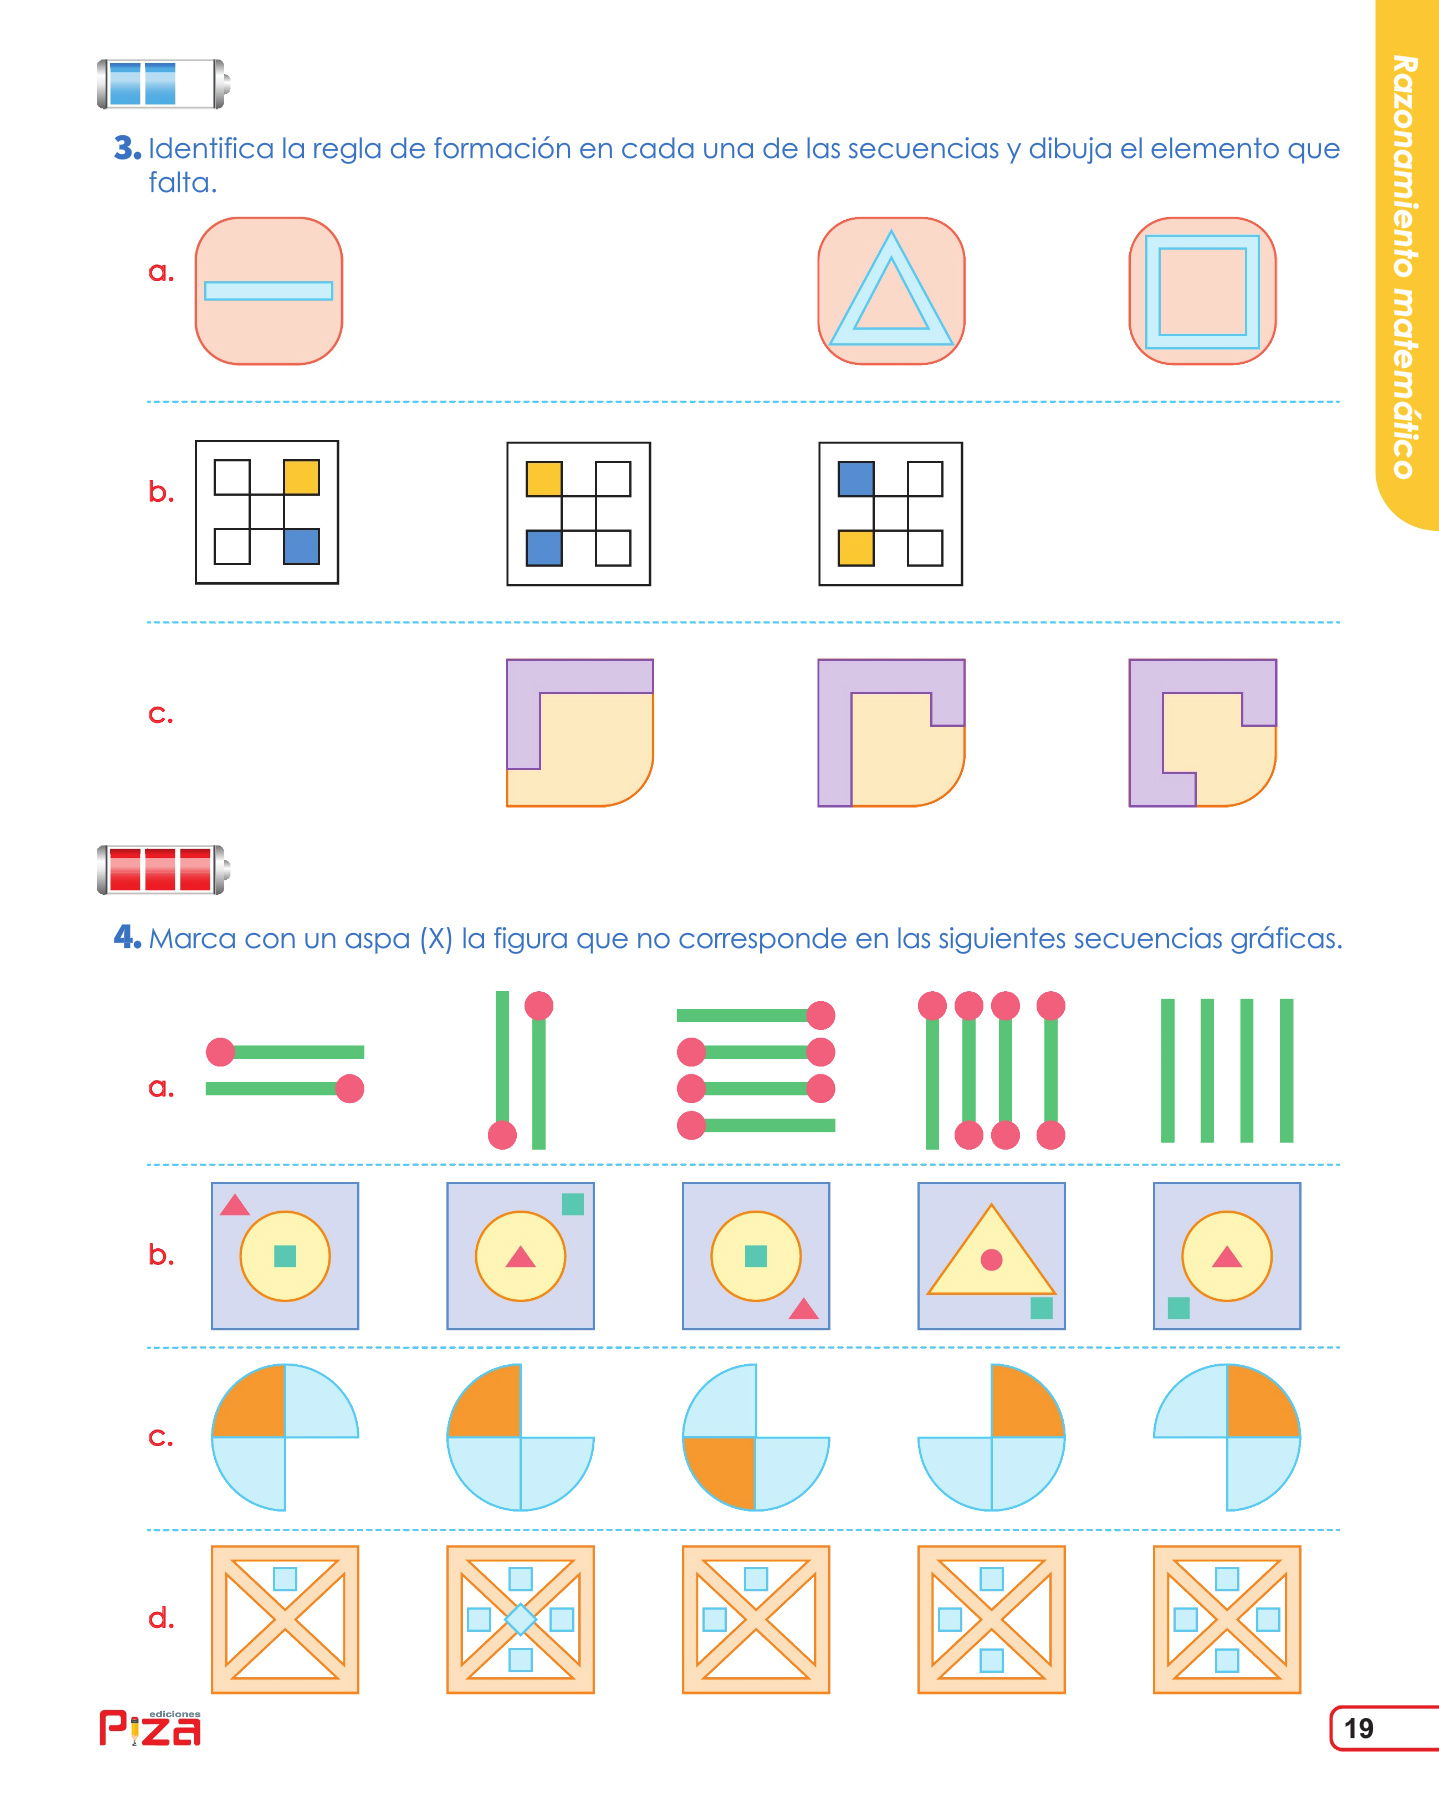 Razonamiento matemático
3. Identifica la regla de formación en cada una de las secuencias y dibuja el elemento que
falta.
a.
b.
c.
4. Marca con un aspa (X) la figura que no corresponde en las siguientes secuencias gráficas.
a.
b.
c.
d.
ediciones
Piza
19